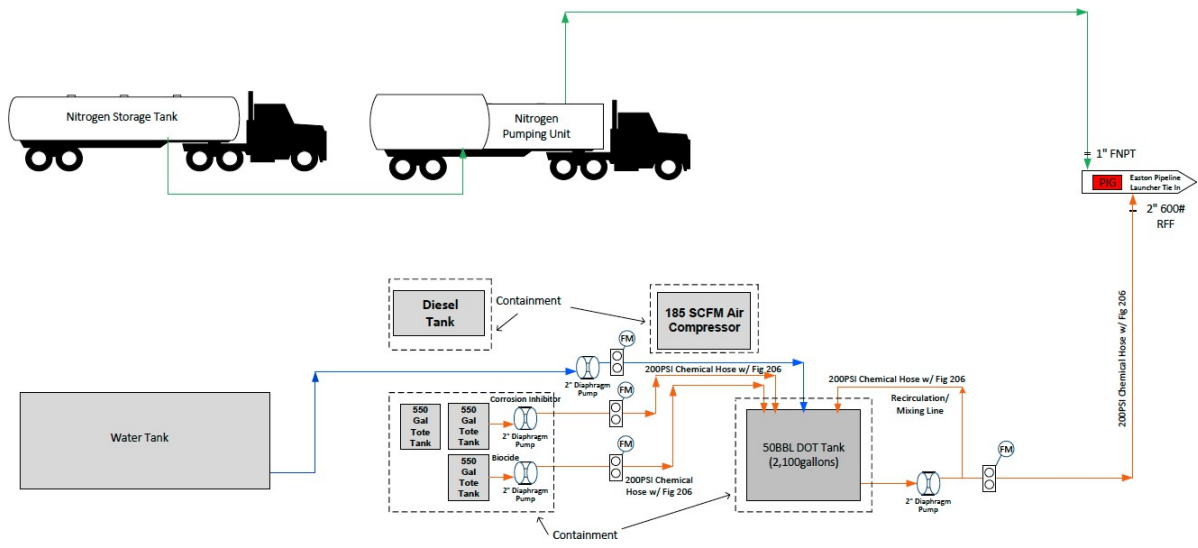 Nitrogen Storage Tank
Nitrogen
Pumping Unit
1" FNPT
PIG
Easton Pipeline
Launcher Tie In
2" 600#
RFF
Diesel
Tank
Containment
185 SCFM Air
Compressor
FM
2" Diaphragm
Pump
200PSI Chemical Hose w/ Fig 206
200PSI Chemical Hose w/ Fig 206
Recirculation/
Mixing Line
200PSI Chemical Hose w/ Fig 206
Water Tank
550
Gal
Tote
Tank
550
Gal
Tote
Tank
Corrosion Inhibitor
2" Diaphragm
Pump
FM
550
Gal
Tote
Tank
Biocide
2" Diaphragm
Pump
FM
200PSI Chemical
Hose w/ Fig 206
50BBL DOT Tank
(2,100gallons)
2" Diaphragm
Pump
FM
Containment